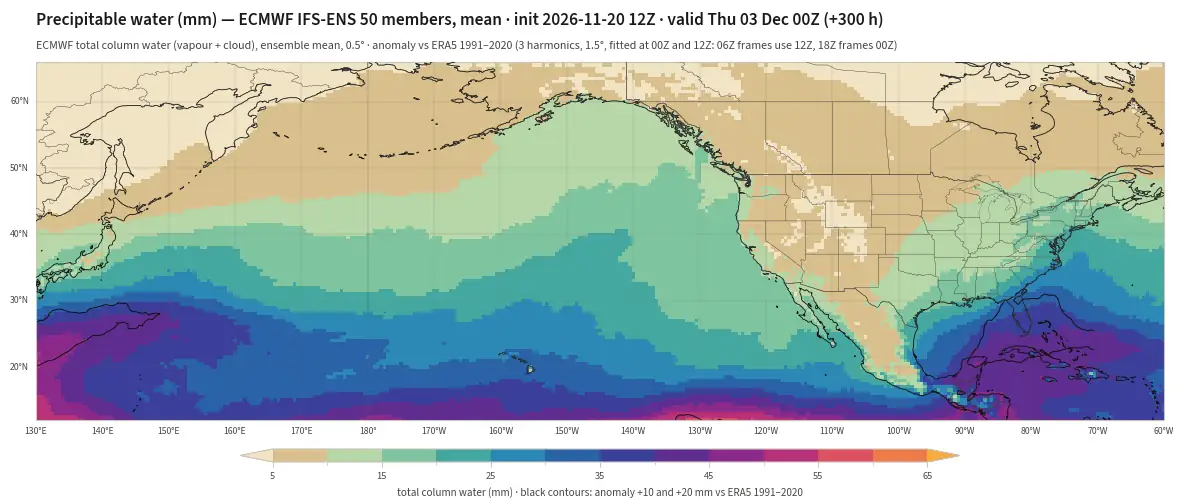 Precipitable water (mm) — ECMWF IFS-ENS 50 members, mean · init 2026-11-20 12Z · valid Thu 03 Dec 00Z (+300 h)
ECMWF total column water (vapour + cloud), ensemble mean, 0.5° · anomaly vs ERA5 1991–2020 (3 harmonics, 1.5°, fitted at 00Z and 12Z: 06Z frames use 12Z, 18Z frames 00Z)
60°N
50°N
40°N
30°N
20°N
130°E 140°E 150°E 160°E 170°E 180° 170°W 160°W 150°W 140°W 130°W 120°W 110°W 100°W 90°W 80°W 70°W 60°W
5 15 25 35 45 55 65
total column water (mm) · black contours: anomaly +10 and +20 mm vs ERA5 1991–2020